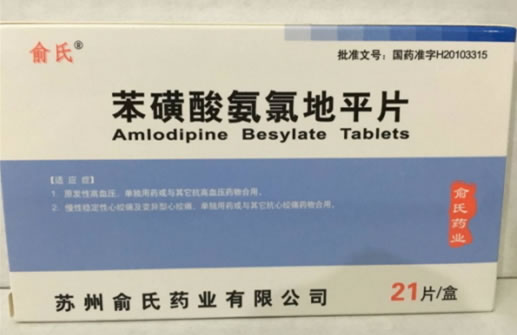 俞氏®
批准文号：国药准字H20103315
苯磺酸氨氯地平片
Amlodipine Besylate Tablets
【适应症】
1. 原发性高血压，单独用药或与其它抗高血压药物合用。
2. 慢性稳定性心绞痛及变异型心绞痛，单独用药或与其它抗心绞痛药物合用。
俞氏药业
苏州俞氏药业有限公司
21片/盒